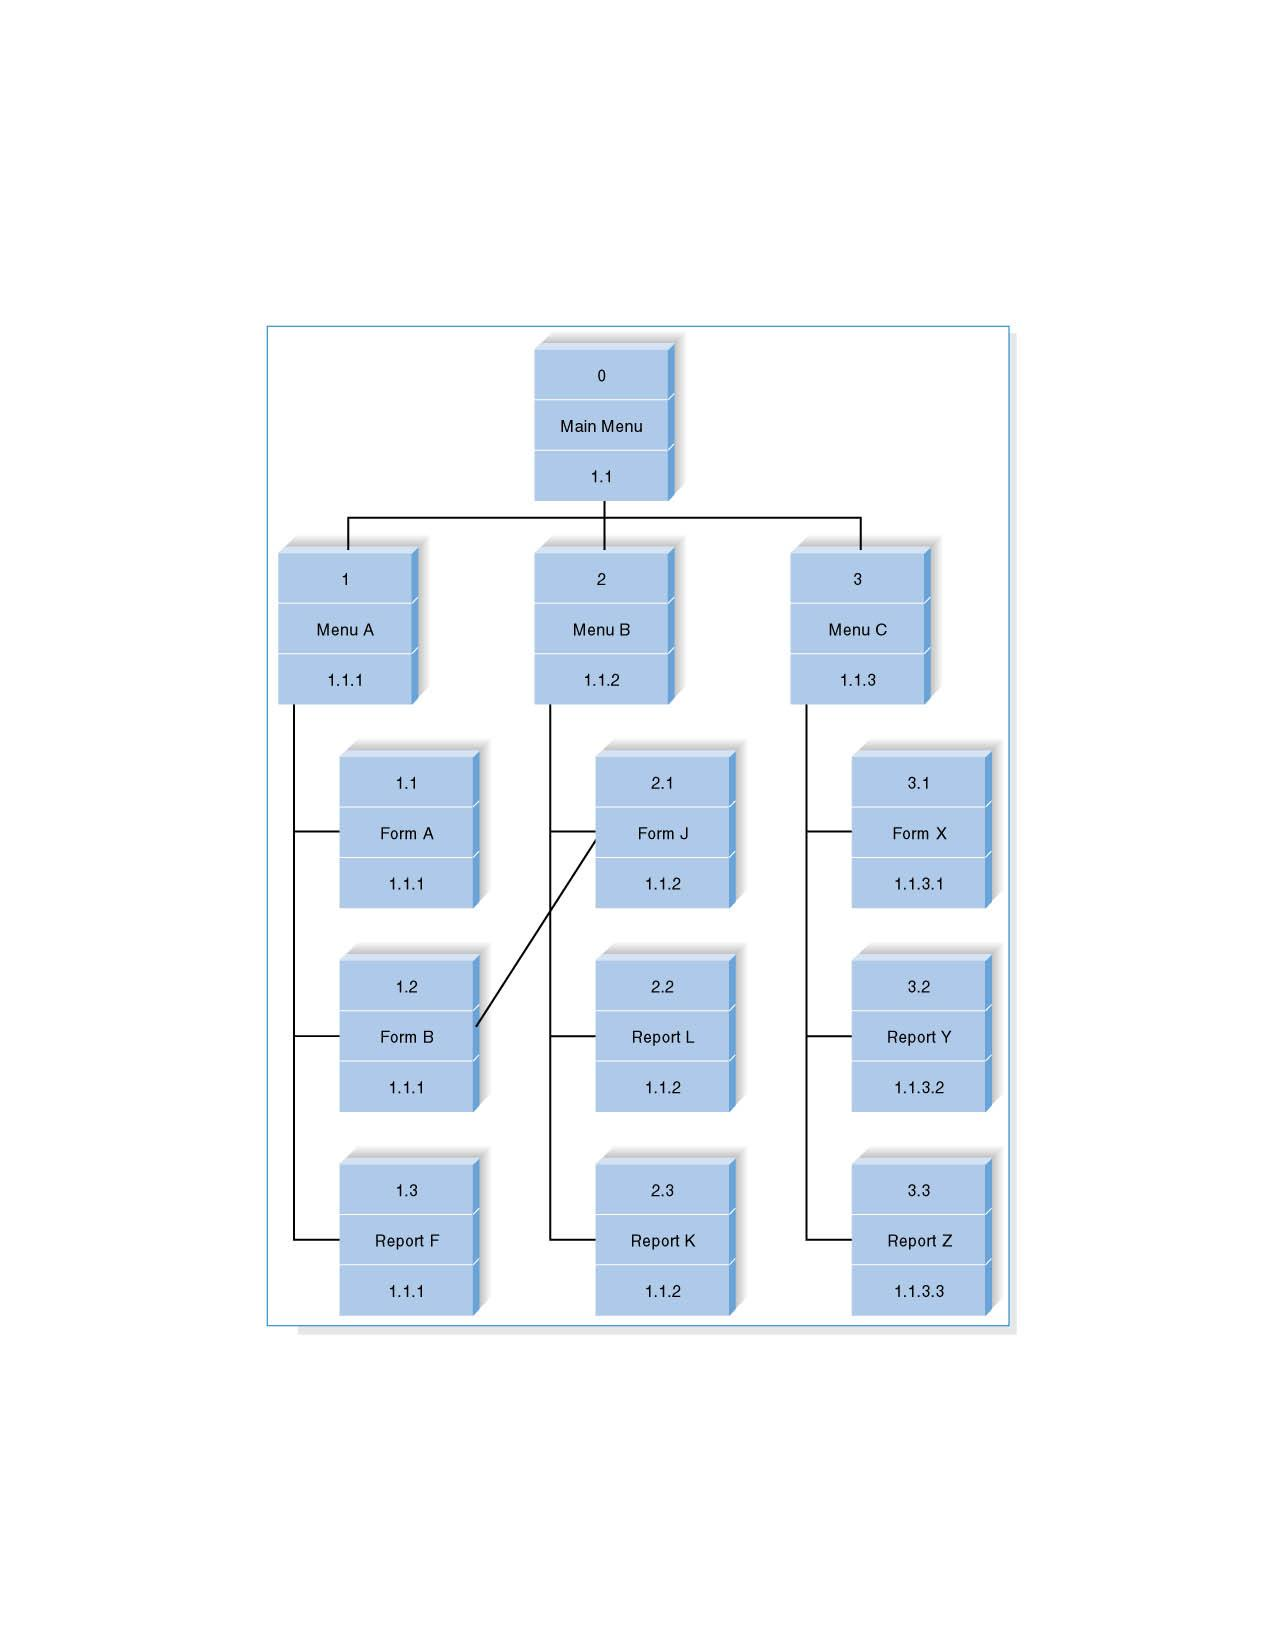 0
Main Menu
1.1
1
Menu A
1.1.1
2
Menu B
1.1.2
3
Menu C
1.1.3
1.1
Form A
1.1.1
2.1
Form J
1.1.2
3.1
Form X
1.1.3.1
1.2
Form B
1.1.1
2.2
Report L
1.1.2
3.2
Report Y
1.1.3.2
1.3
Report F
1.1.1
2.3
Report K
1.1.2
3.3
Report Z
1.1.3.3